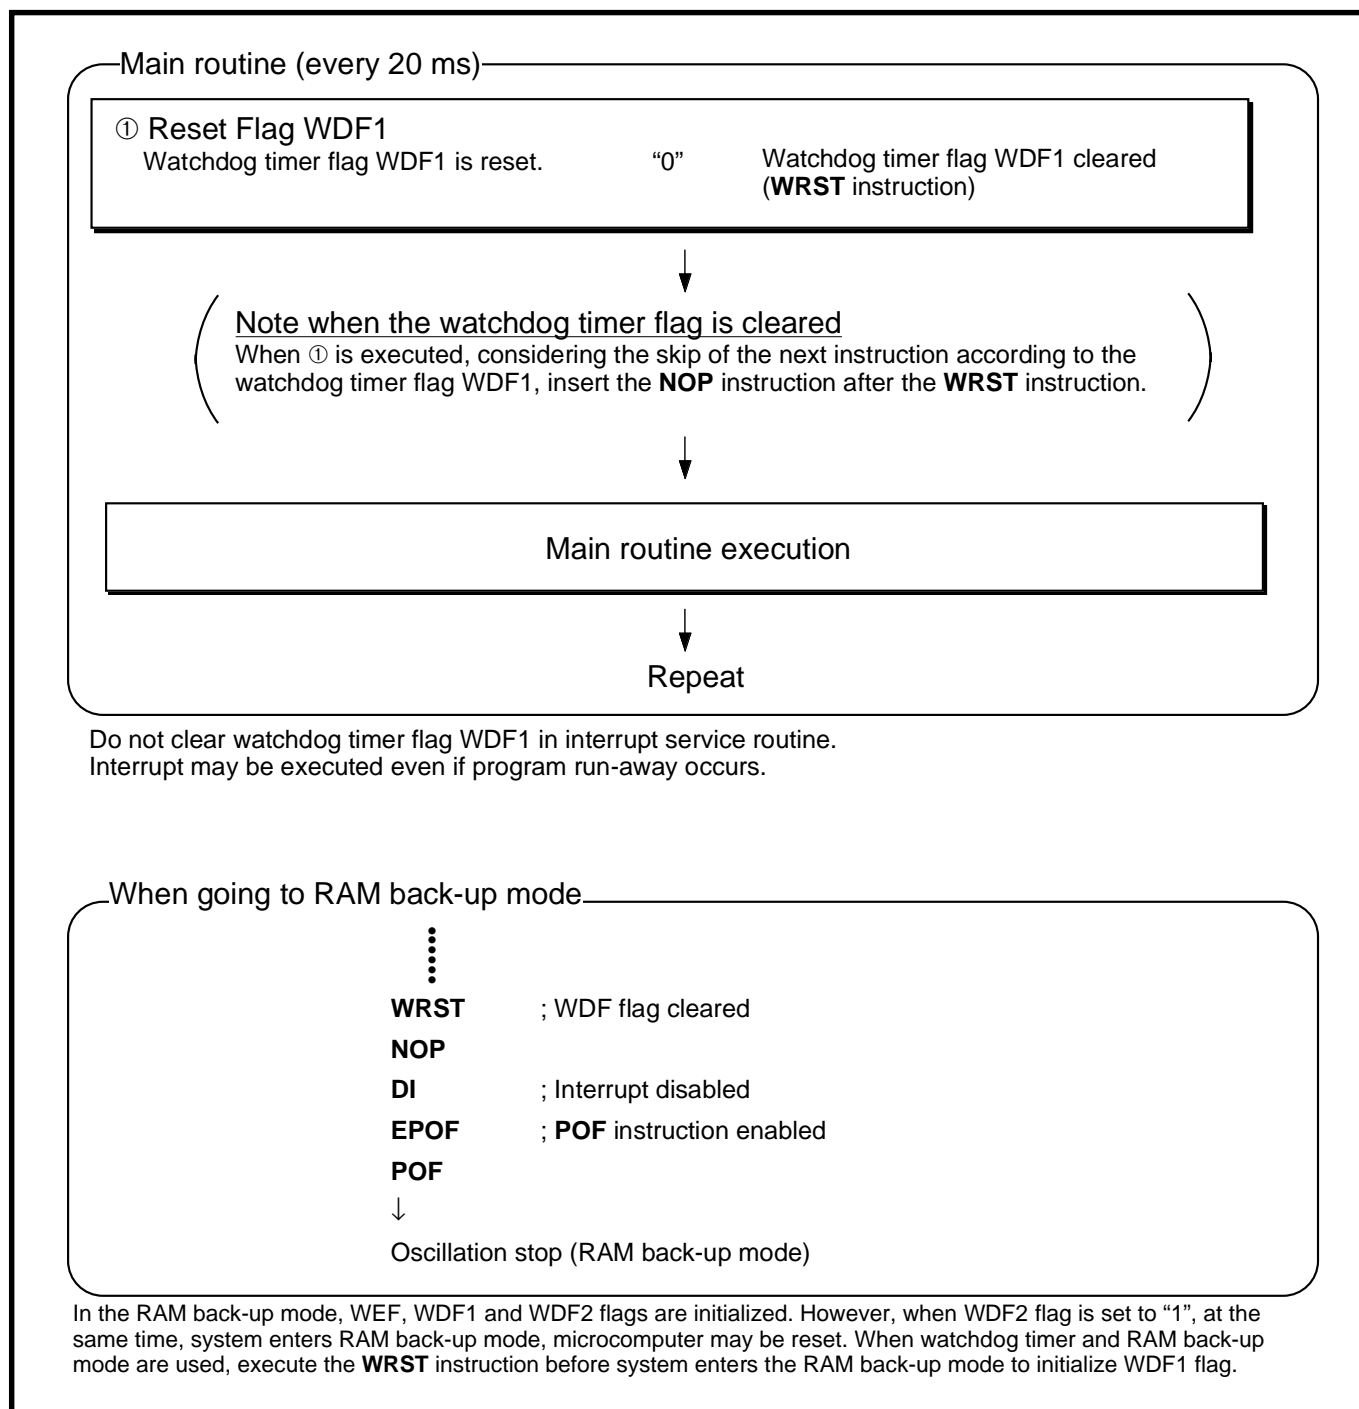 Main routine (every 20 ms)
① Reset Flag WDF1
Watchdog timer flag WDF1 is reset. “0” Watchdog timer flag WDF1 cleared
(WRST instruction)
Note when the watchdog timer flag is cleared
When ① is executed, considering the skip of the next instruction according to the
watchdog timer flag WDF1, insert the NOP instruction after the WRST instruction.
Main routine execution
Repeat
Do not clear watchdog timer flag WDF1 in interrupt service routine.
Interrupt may be executed even if program run-away occurs.
When going to RAM back-up mode
WRST ; WDF flag cleared
NOP
DI ; Interrupt disabled
EPOF ; POF instruction enabled
POF
↓
Oscillation stop (RAM back-up mode)
In the RAM back-up mode, WEF, WDF1 and WDF2 flags are initialized. However, when WDF2 flag is set to “1”, at the
same time, system enters RAM back-up mode, microcomputer may be reset. When watchdog timer and RAM back-up
mode are used, execute the WRST instruction before system enters the RAM back-up mode to initialize WDF1 flag.